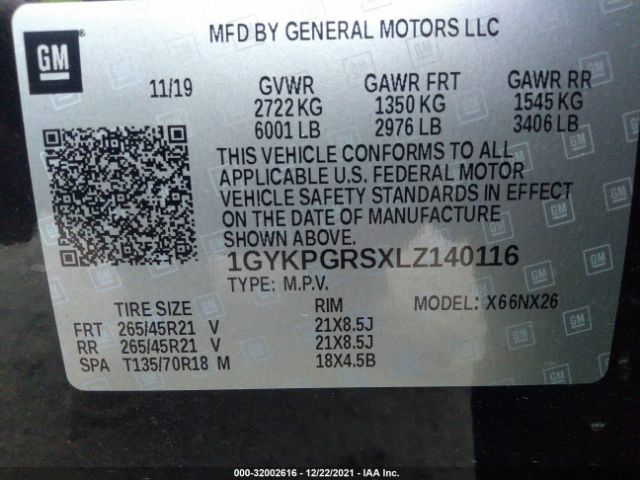 GM
MFD BY GENERAL MOTORS LLC
11/19 GVWR GAWR FRT GAWR RR
2722 KG 1350 KG 1545 KG
6001 LB 2976 LB 3406 LB
THIS VEHICLE CONFORMS TO ALL
APPLICABLE U.S. FEDERAL MOTOR
VEHICLE SAFETY STANDARDS IN EFFECT
ON THE DATE OF MANUFACTURE
SHOWN ABOVE.
1GYKPGRSXLZ140116
TYPE: M.P.V.
TIRE SIZE RIM MODEL: X66NX26
FRT 265/45R21 V 21X8.5J
RR 265/45R21 V 21X8.5J
SPA T135/70R18 M 18X4.5B
000-32002616 - 12/22/2021 - IAA Inc.